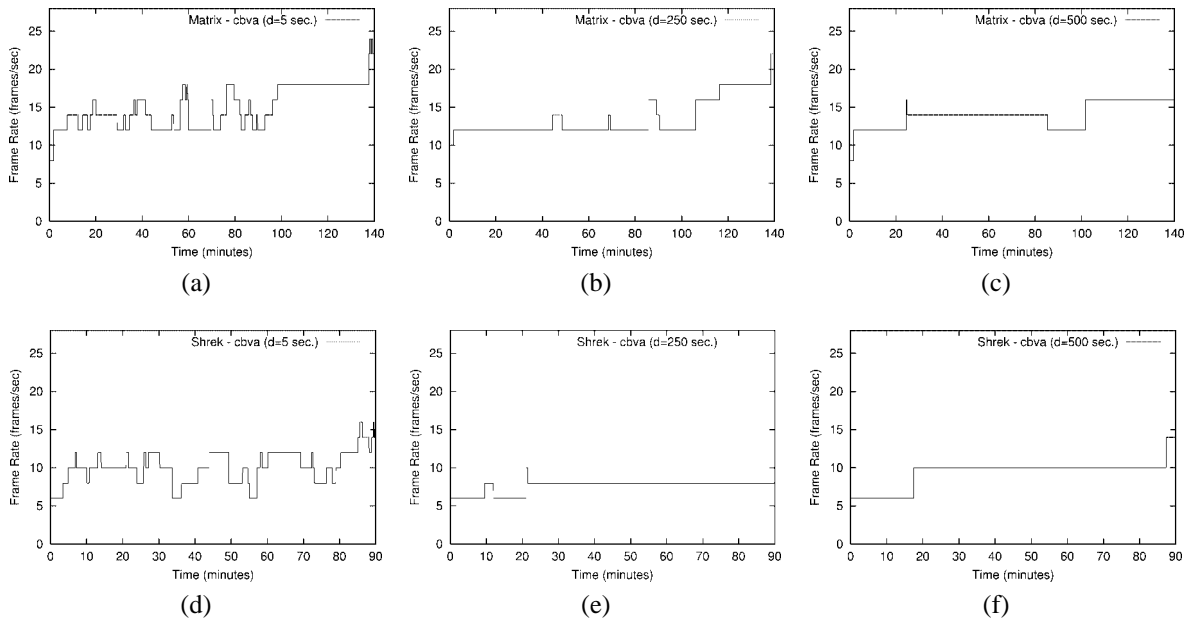 Matrix - cbva (d=5 sec.)
Frame Rate (frames/sec)
25
20
15
10
5
0
0 20 40 60 80 100 120 140
Time (minutes)
(a)
Matrix - cbva (d=250 sec.)
Frame Rate (frames/sec)
25
20
15
10
5
0
0 20 40 60 80 100 120 140
Time (minutes)
(b)
Matrix - cbva (d=500 sec.)
Frame Rate (frames/sec)
25
20
15
10
5
0
0 20 40 60 80 100 120 140
Time (minutes)
(c)
Shrek - cbva (d=5 sec.)
Frame Rate (frames/sec)
25
20
15
10
5
0
0 10 20 30 40 50 60 70 80 90
Time (minutes)
(d)
Shrek - cbva (d=250 sec.)
Frame Rate (frames/sec)
25
20
15
10
5
0
0 10 20 30 40 50 60 70 80 90
Time (minutes)
(e)
Shrek - cbva (d=500 sec.)
Frame Rate (frames/sec)
25
20
15
10
5
0
0 10 20 30 40 50 60 70 80 90
Time (minutes)
(f)